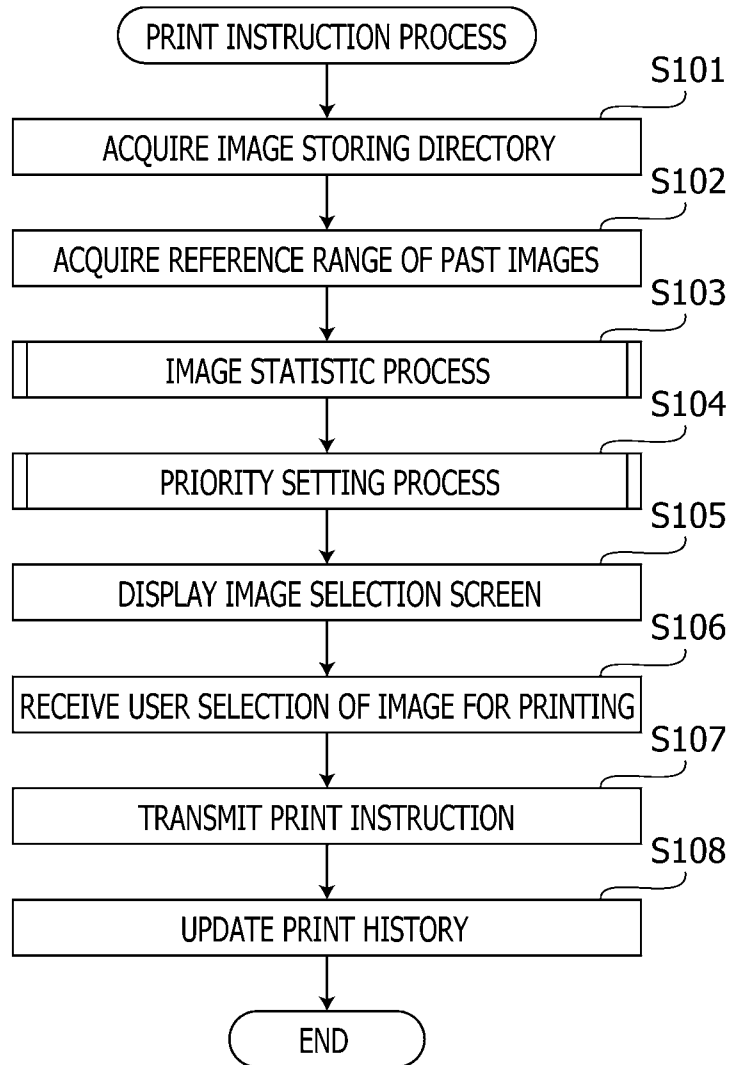 PRINT INSTRUCTION PROCESS
S101
ACQUIRE IMAGE STORING DIRECTORY
S102
ACQUIRE REFERENCE RANGE OF PAST IMAGES
S103
IMAGE STATISTIC PROCESS
S104
PRIORITY SETTING PROCESS
S105
DISPLAY IMAGE SELECTION SCREEN
S106
RECEIVE USER SELECTION OF IMAGE FOR PRINTING
S107
TRANSMIT PRINT INSTRUCTION
S108
UPDATE PRINT HISTORY
END